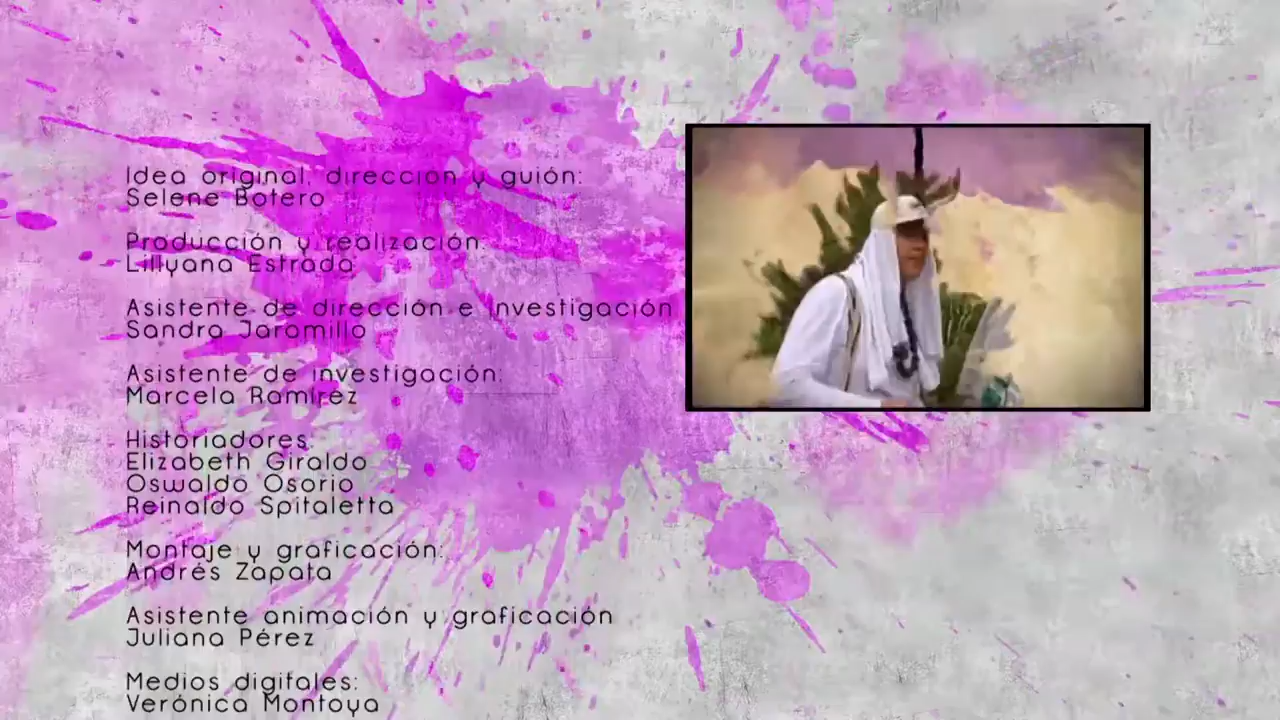 Idea original, dirección y guión:
Selene Botero
Producción y realización:
Lillyana Estrada
Asistente de dirección e investigación
Sandra Jaramillo
Asistente de investigación:
Marcela Ramírez
Historiadores:
Elizabeth Giraldo
Oswaldo Osorio
Reinaldo Spitaletta
Montaje y graficación:
Andrés Zapata
Asistente animación y graficación
Juliana Pérez
Medios digitales:
Verónica Montoya